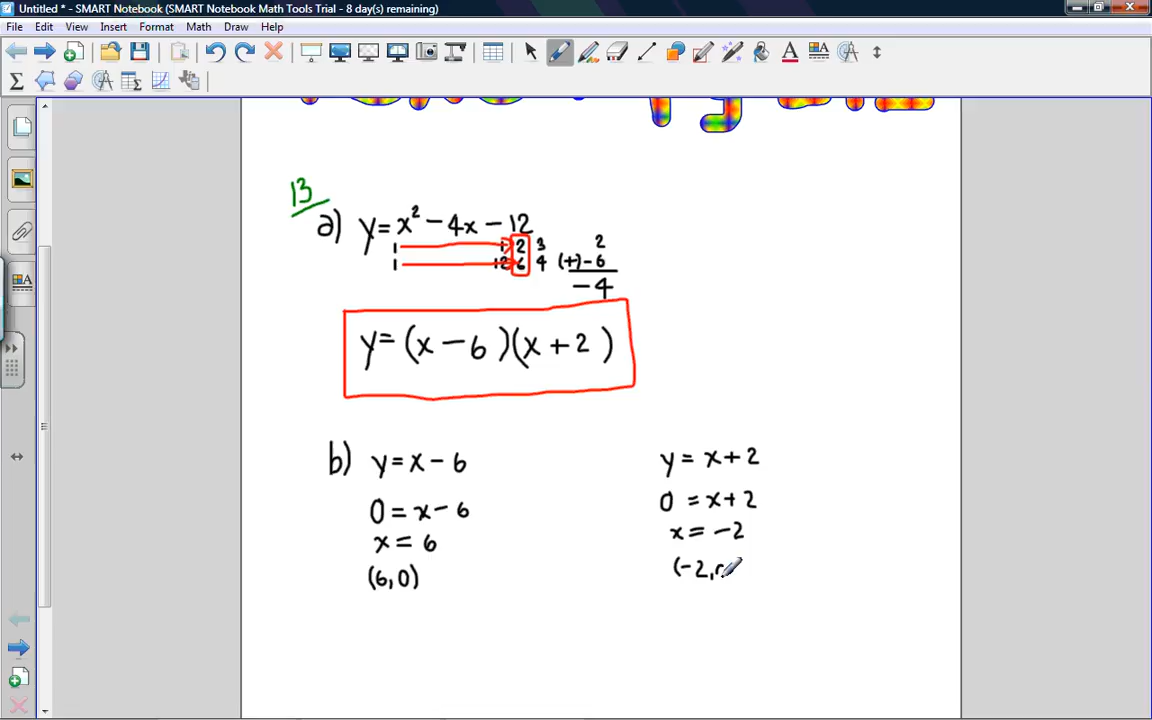 Untitled * - SMART Notebook (SMART Notebook Math Tools Trial - 8 day(s) remaining)
File Edit View Insert Format Math Draw Help
13
a) y = x² - 4x - 12
1 1 2 3 2
1 12 6 4 (+) - 6
-4
y = (x - 6)(x + 2)
b) y = x - 6 y = x + 2
0 = x - 6 0 = x + 2
x = 6 x = -2
(6,0) (-2,